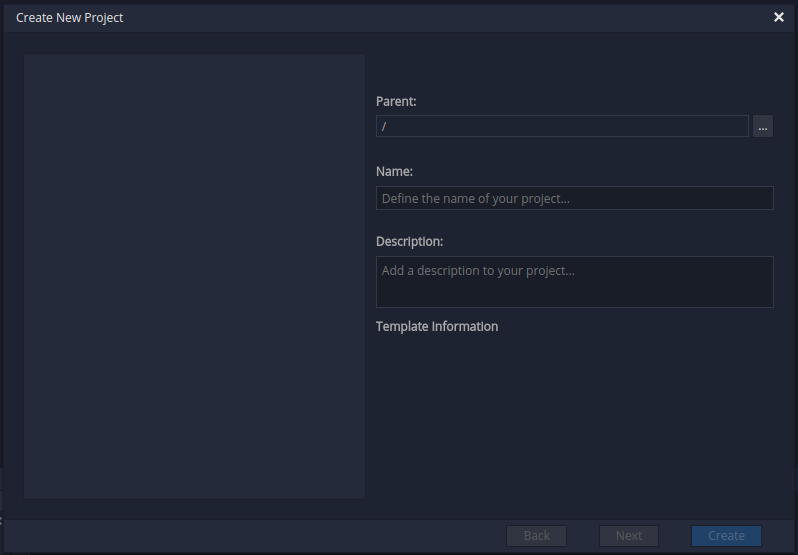 Create New Project
Parent:
/
...
Name:
Define the name of your project...
Description:
Add a description to your project...
Template Information
Back
Next
Create